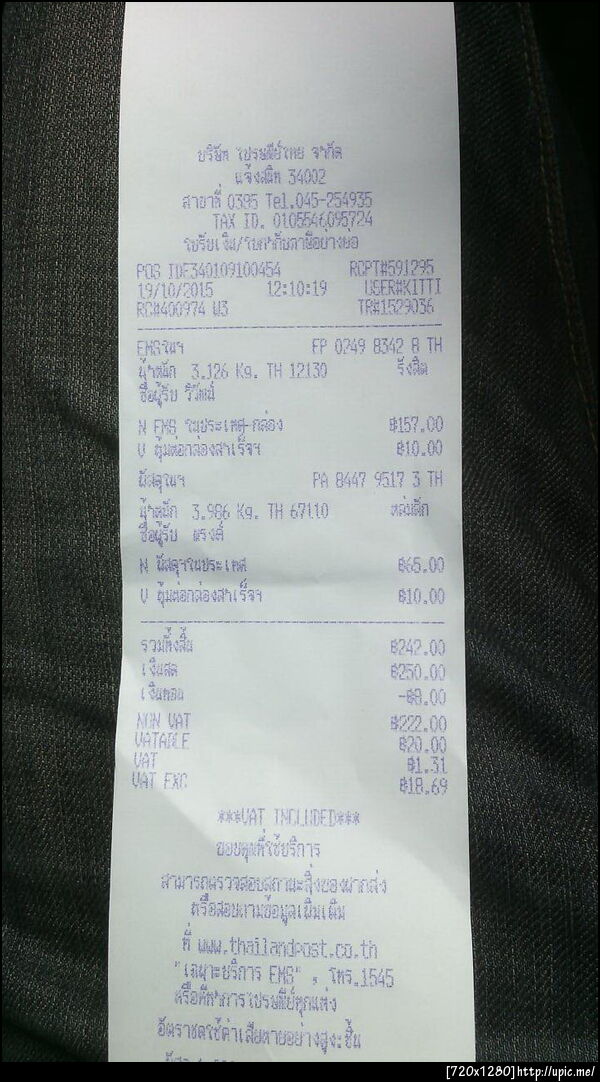 บริษัท ไปรษณีย์ไทย จำกัด
แจ้งสนิท 34002
สาขาที่ 0395 Tel.045-254935
TAX ID. 0105546095724
ใบรับเงิน/ใบกำกับภาษีอย่างย่อ
POS IDE340109100454 RCPT#591295
19/10/2015 12:10:19 USER#KITTI
RC#400974 W3 TR#1529036
EMSในฯ EP 0249 8342 8 TH
น้ำหนัก 3.126 Kg. TH 12130 รังสิต
ชื่อผู้รับ วิวัฒน์
N EMS ในประเทศ-กล่อง ฿157.00
V หุ้มห่อกล่องสำเร็จฯ ฿10.00
พัสดุในฯ PA 8447 9517 3 TH
น้ำหนัก 3.986 Kg. TH 67110 หล่มสัก
ชื่อผู้รับ ณรงค์
N พัสดุฯในประเทศ ฿65.00
V หุ้มห่อกล่องสำเร็จฯ ฿10.00
รวมทั้งสิ้น ฿242.00
เงินสด ฿250.00
เงินทอน -฿8.00
NON VAT ฿222.00
VATABLE ฿20.00
VAT ฿1.31
VAT EXC ฿18.69
***VAT INCLUDED***
ขอบคุณที่ใช้บริการ
สามารถตรวจสอบสถานะสิ่งของฝากส่ง
หรือสอบถามข้อมูลเพิ่มเติม
ที่ www.thailandpost.co.th
"เฉพาะบริการ EMS" , โทร.1545
หรือที่ทำการไปรษณีย์ทุกแห่ง
อัตราชดใช้ค่าเสียหายอย่างสูง:ชิ้น
[720x1280]http://upic.me/